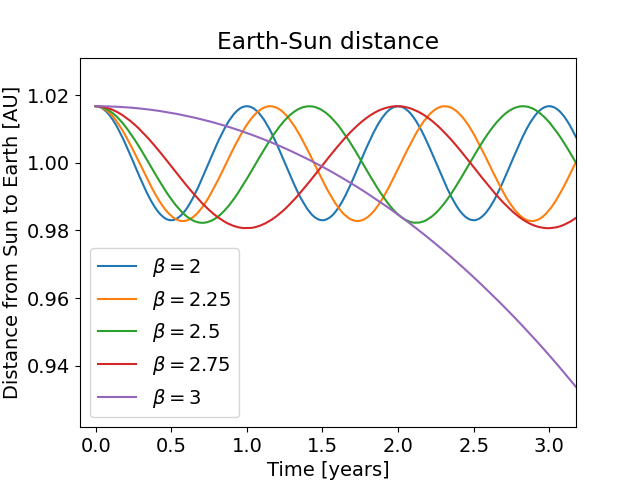 Earth-Sun distance
Distance from Sun to Earth [AU]
1.02
1.00
0.98
0.96
0.94
β = 2
β = 2.25
β = 2.5
β = 2.75
β = 3
0.0 0.5 1.0 1.5 2.0 2.5 3.0
Time [years]